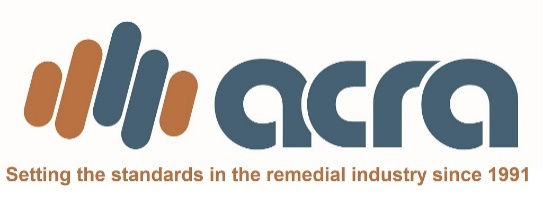 acra
Setting the standards in the remedial industry since 1991